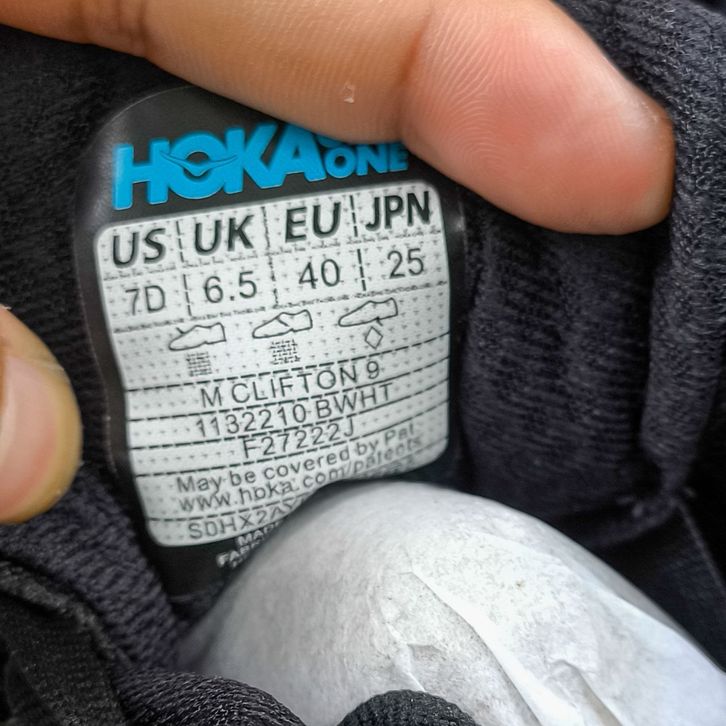 HOKA ONE
US UK EU JPN
7D 6.5 40 25
M CLIFTON 9
1132210 BWHT
F27222J
May be covered by Pat.
www.hoka.com/patents